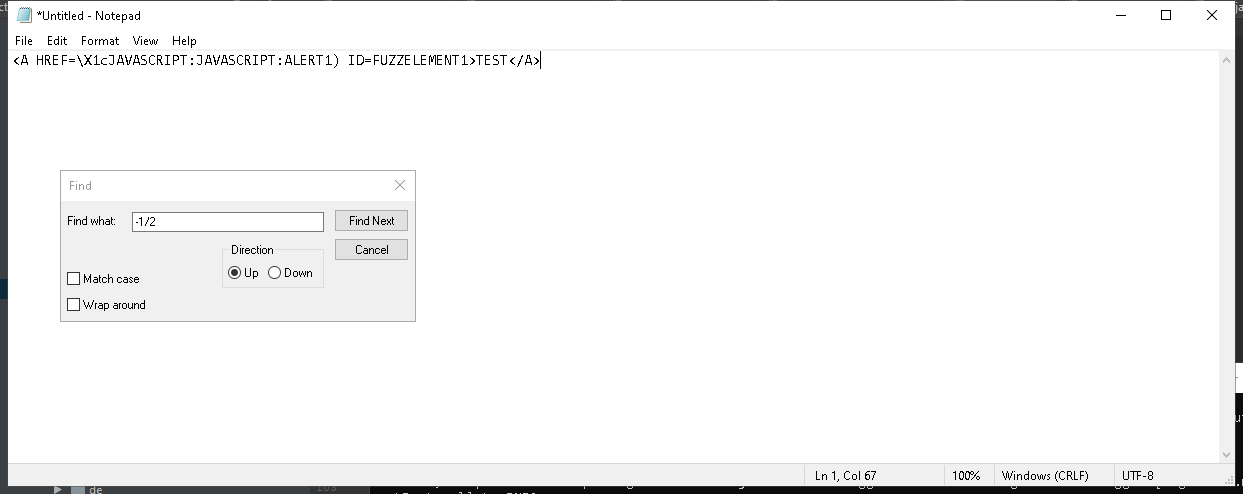 *Untitled - Notepad
File Edit Format View Help
<A HREF=\X1cJAVASCRIPT:JAVASCRIPT:ALERT1) ID=FUZZELEMENT1>TEST</A>
Find
Find what: -1/2 Find Next
Direction Cancel
Up Down
Match case
Wrap around
Ln 1, Col 67 100% Windows (CRLF) UTF-8
de